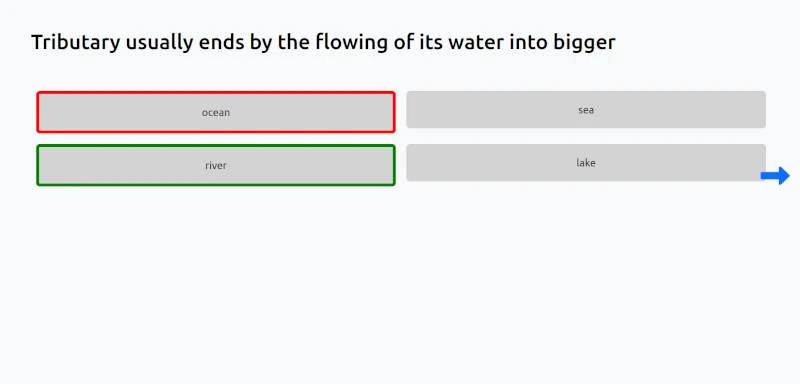 Tributary usually ends by the flowing of its water into bigger
ocean
sea
river
lake